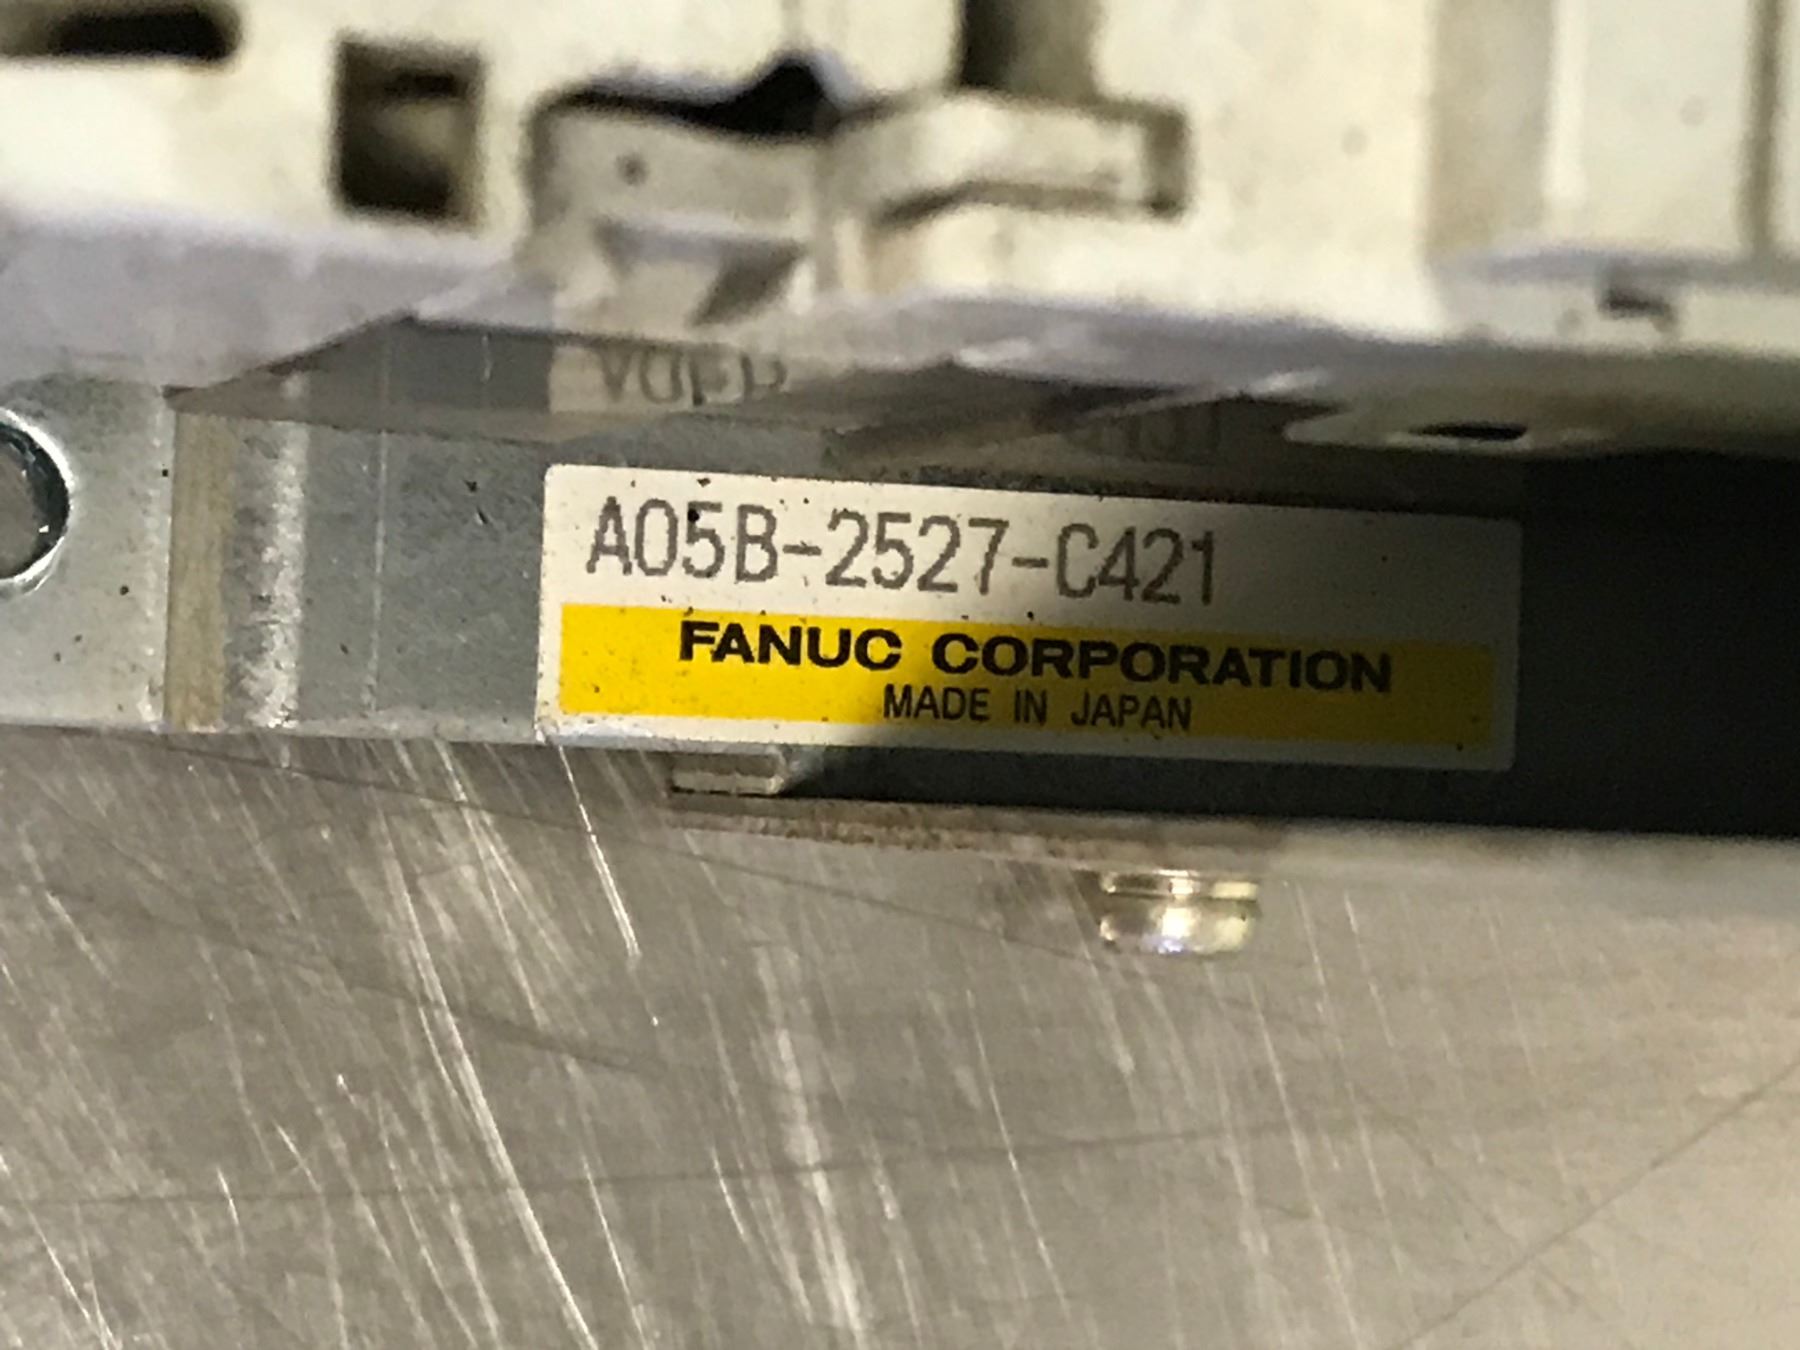 A05B-2527-C421
FANUC CORPORATION
MADE IN JAPAN